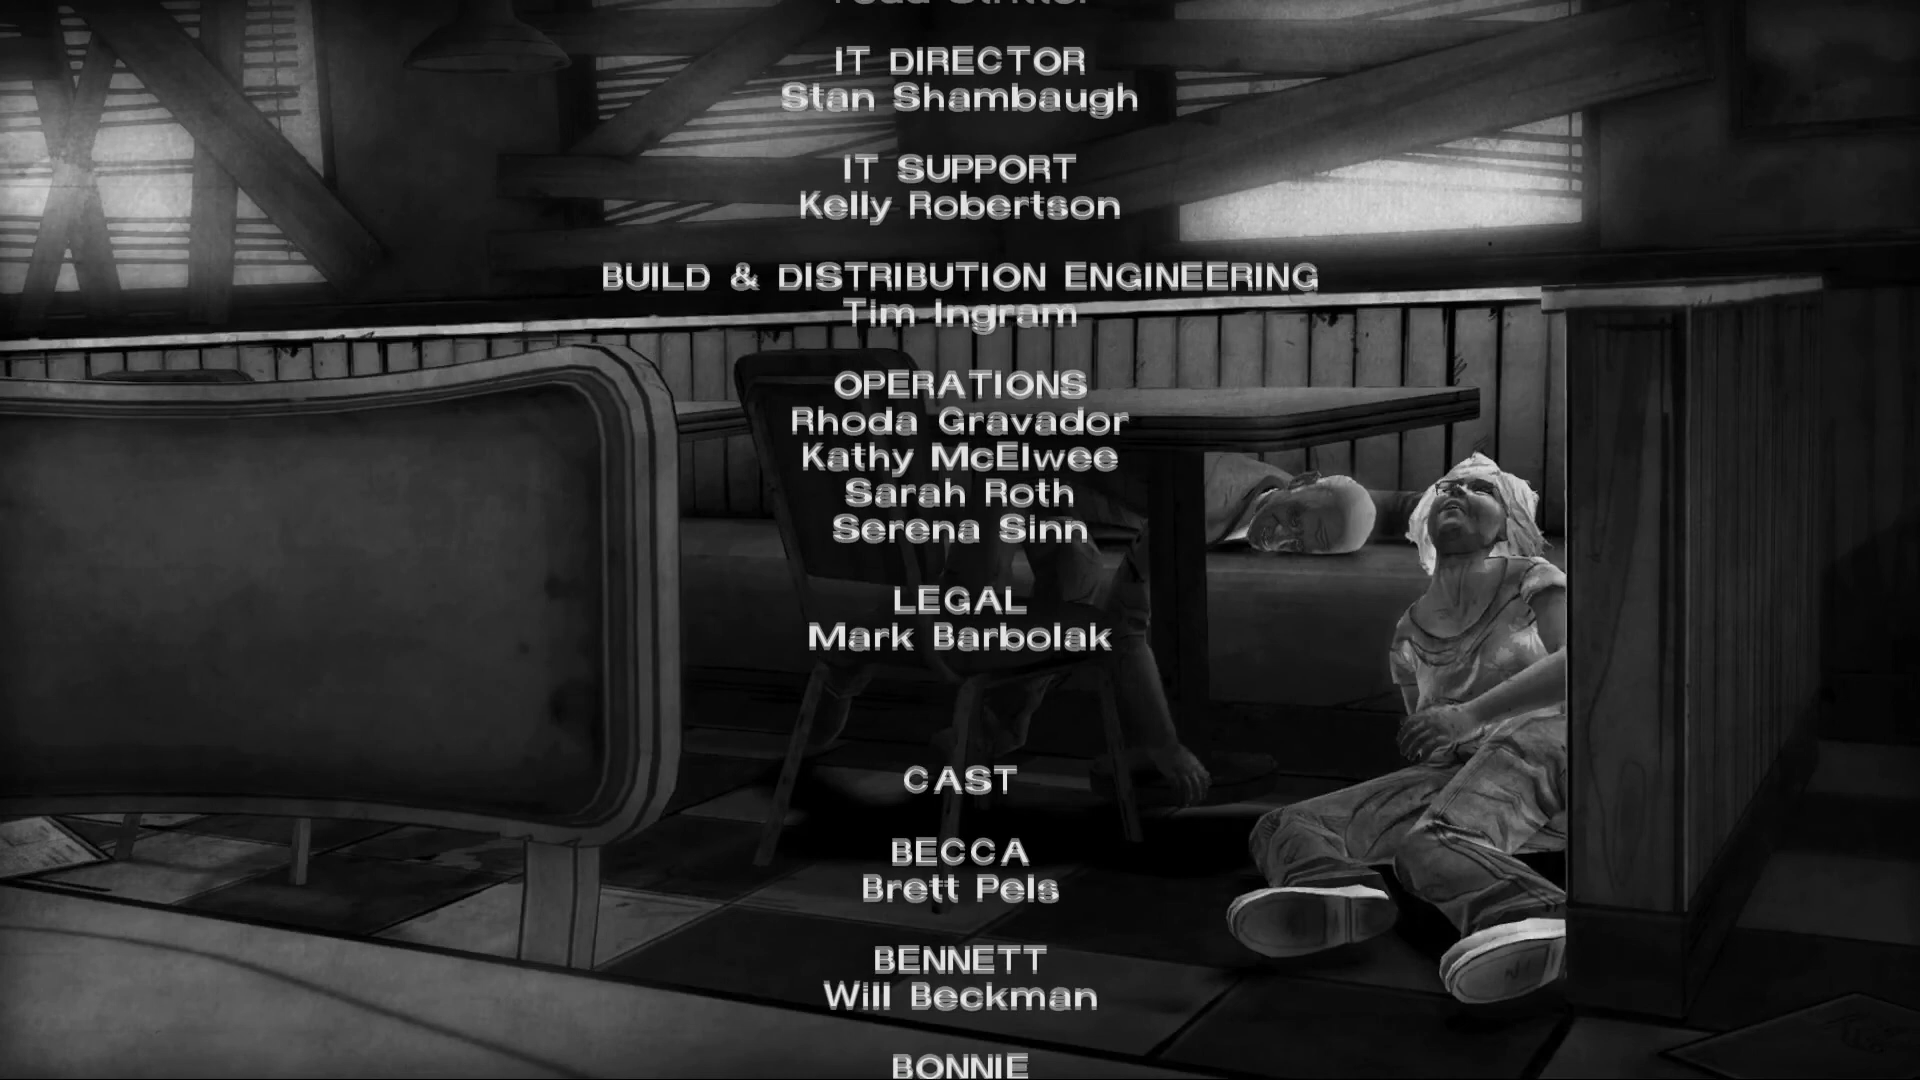 IT DIRECTOR
Stan Shambaugh
IT SUPPORT
Kelly Robertson
BUILD & DISTRIBUTION ENGINEERING
Tim Ingram
OPERATIONS
Rhoda Gravador
Kathy McElwee
Sarah Roth
Serena Sinn
LEGAL
Mark Barbolak
CAST
BECCA
Brett Pels
BENNETT
Will Beckman
BONNIE